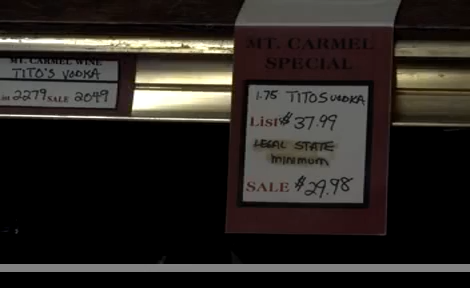 MT. CARMEL WINE
TITO'S VODKA
List 2279 SALE 2049
MT. CARMEL
SPECIAL
1.75 TITOS VODKA
List $37.99
LEGAL STATE
minimum
SALE $29.98